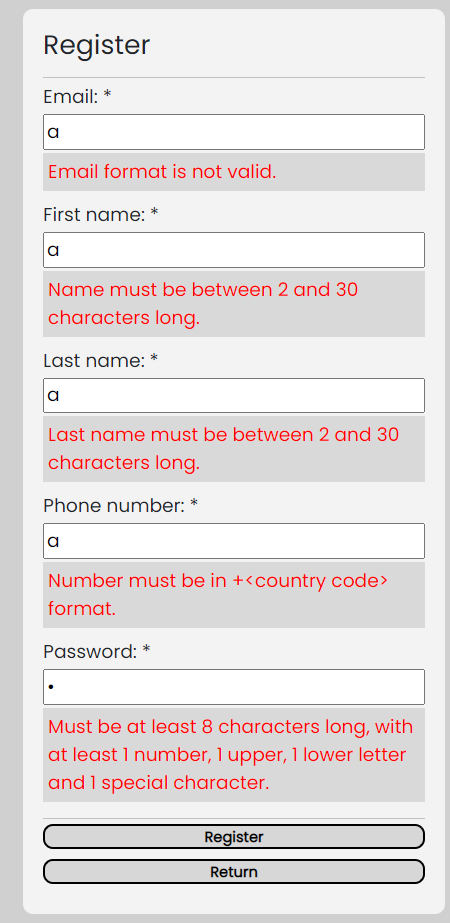 Register
Email: *
a
Email format is not valid.
First name: *
a
Name must be between 2 and 30
characters long.
Last name: *
a
Last name must be between 2 and 30
characters long.
Phone number: *
a
Number must be in +<country code>
format.
Password: *
•
Must be at least 8 characters long, with
at least 1 number, 1 upper, 1 lower letter
and 1 special character.
Register
Return